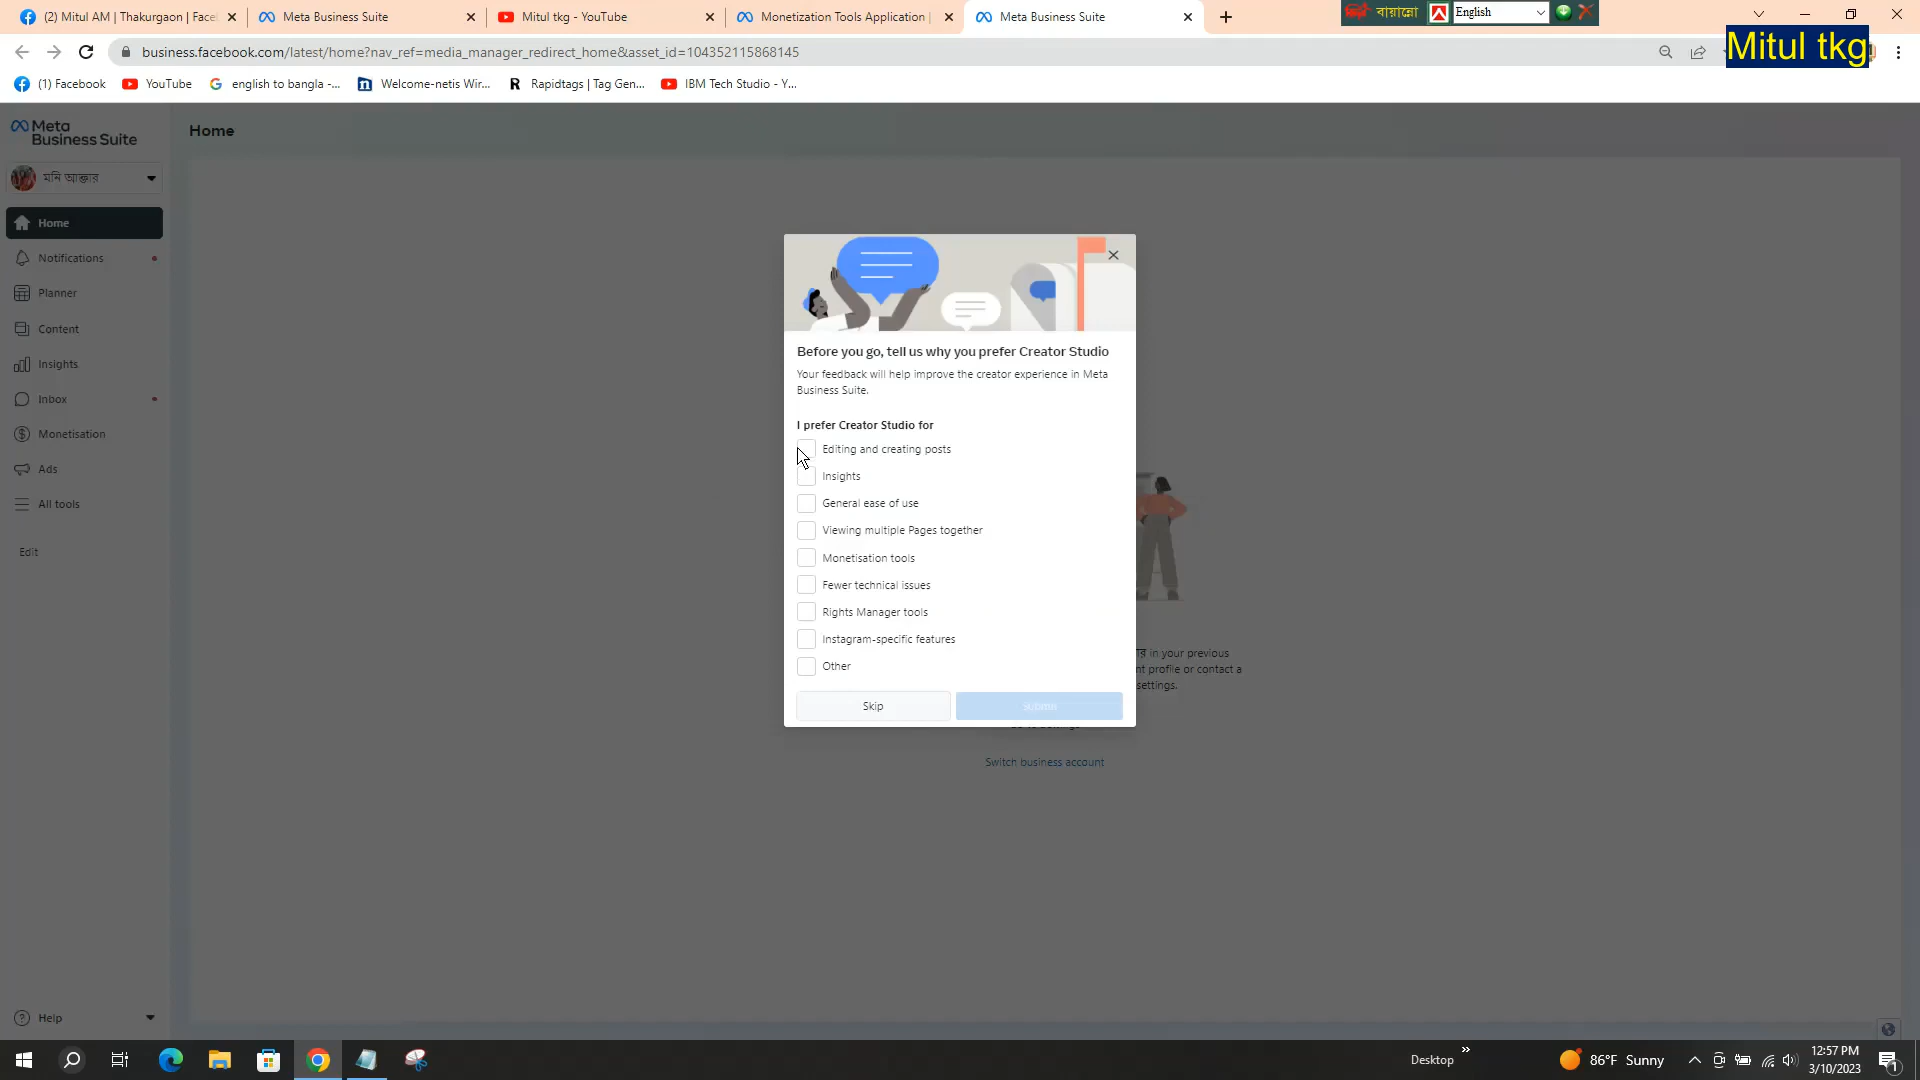 (2) Mitul AM | Thakurgaon | Face
Meta Business Suite
Mitul tkg - YouTube
Monetization Tools Application |
Meta Business Suite
বায়ান্নো
English
business.facebook.com/latest/home?nav_ref=media_manager_redirect_home&asset_id=104352115868145
Mitul tkg
(1) Facebook
YouTube
english to bangla -...
Welcome-netis Wir...
Rapidtags | Tag Gen...
IBM Tech Studio - Y...
Meta
Business Suite
Home
মনি আক্তার
Home
Notifications
Planner
Content
Insights
Inbox
Monetisation
Ads
All tools
Edit
Before you go, tell us why you prefer Creator Studio
Your feedback will help improve the creator experience in Meta
Business Suite.
I prefer Creator Studio for
Editing and creating posts
Insights
General ease of use
Viewing multiple Pages together
Monetisation tools
Fewer technical issues
Rights Manager tools
Instagram-specific features
Other
Skip
Submit
in your previous
nt profile or contact a
settings.
Switch business account
Help
Desktop
86°F Sunny
12:57 PM
3/10/2023
1